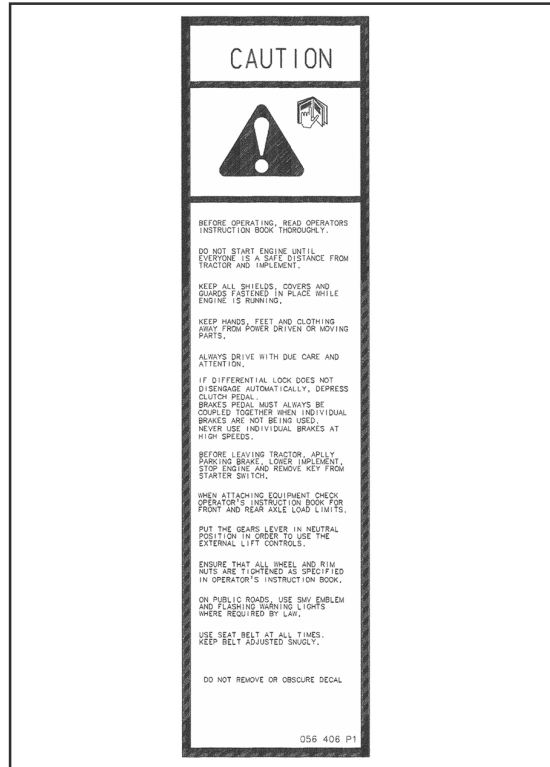 CAUTION
BEFORE OPERATING, READ OPERATORS
INSTRUCTION BOOK THOROUGHLY.
DO NOT START ENGINE UNTIL
EVERYONE IS A SAFE DISTANCE FROM
TRACTOR AND IMPLEMENT.
KEEP ALL SHIELDS, COVERS AND
GUARDS FASTENED IN PLACE WHILE
ENGINE IS RUNNING.
KEEP HANDS, FEET AND CLOTHING
AWAY FROM POWER DRIVEN OR MOVING
PARTS.
ALWAYS DRIVE WITH DUE CARE AND
ATTENTION.
IF DIFFERENTIAL LOCK DOES NOT
DISENGAGE AUTOMATICALLY, DEPRESS
CLUTCH PEDAL.
BRAKES PEDAL MUST ALWAYS BE
COUPLED TOGETHER WHEN INDIVIDUAL
BRAKES ARE NOT BEING USED.
NEVER USE INDIVIDUAL BRAKES AT
HIGH SPEEDS.
BEFORE LEAVING TRACTOR, APLLY
PARKING BRAKE, LOWER IMPLEMENT,
STOP ENGINE AND REMOVE KEY FROM
STARTER SWITCH.
WHEN ATTACHING EQUIPMENT CHECK
OPERATOR'S INSTRUCTION BOOK FOR
FRONT AND REAR AXLE LOAD LIMITS.
PUT THE GEARS LEVER IN NEUTRAL
POSITION IN ORDER TO USE THE
EXTERNAL LIFT CONTROLS.
ENSURE THAT ALL WHEEL AND RIM
NUTS ARE TIGHTENED AS SPECIFIED
IN OPERATOR'S INSTRUCTION BOOK.
ON PUBLIC ROADS, USE SMV EMBLEM
AND FLASHING WARNING LIGHTS
WHERE REQUIRED BY LAW.
USE SEAT BELT AT ALL TIMES.
KEEP BELT ADJUSTED SNUGLY.
DO NOT REMOVE OR OBSCURE DECAL
056 406 P1